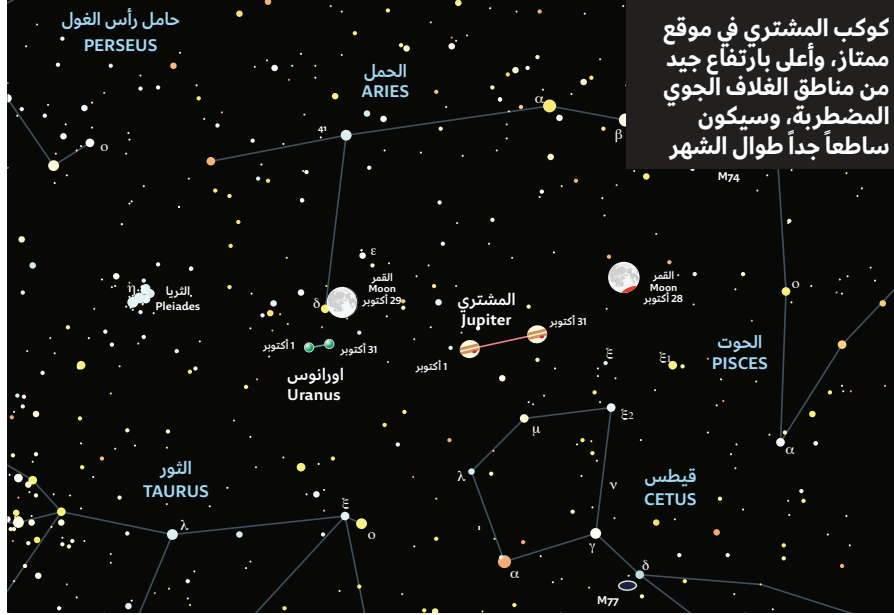 كوكب المشتري في موقع
ممتاز، وأعلى بارتفاع جيد
من مناطق الغلاف الجوي
المضطربة، وسيكون
ساطعاً جداً طوال الشهر
حامل رأس الغول
PERSEUS
الحمل
ARIES
α
β
41
ο
M74
ε
القمر
Moon
29 أكتوبر
δ
η
الثريا
Pleiades
القمر
Moon
28 أكتوبر
ο
المشتري
Jupiter
31 أكتوبر
1 أكتوبر
1 أكتوبر
31 أكتوبر
اورانوس
Uranus
ξ
ξ1
الحوت
PISCES
α
μ
ξ2
λ
ν
قيطس
CETUS
γ
α
δ
M77
الثور
TAURUS
λ
ξ
ο